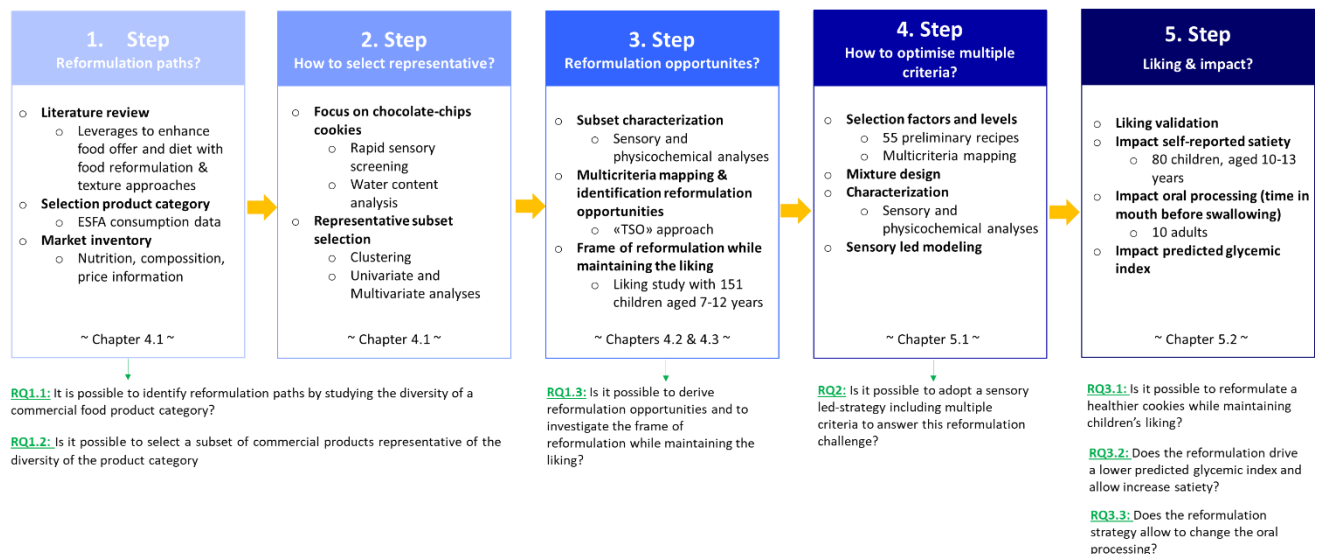 1. Step
Reformulation paths?
o Literature review
o Leverages to enhance
food offer and diet with
food reformulation &
texture approaches
o Selection product category
o ESFA consumption data
o Market inventory
o Nutrition, compossition,
price information
~ Chapter 4.1 ~
2. Step
How to select representative?
o Focus on chocolate-chips
cookies
o Rapid sensory
screening
o Water content
analysis
o Representative subset
selection
o Clustering
o Univariate and
Multivariate analyses
~ Chapter 4.1 ~
3. Step
Reformulation opportunites?
o Subset characterization
o Sensory and
physicochemical analyses
o Multicriteria mapping &
identification reformulation
opportunities
o «TSO» approach
o Frame of reformulation while
maintaining the liking
o Liking study with 151
children aged 7-12 years
~ Chapters 4.2 & 4.3 ~
4. Step
How to optimise multiple
criteria?
o Selection factors and levels
o 55 preliminary recipes
o Multicriteria mapping
o Mixture design
o Characterization
o Sensory and
physicochemical analyses
o Sensory led modeling
~ Chapter 5.1 ~
5. Step
Liking & impact?
o Liking validation
o Impact self-reported satiety
o 80 children, aged 10-13
years
o Impact oral processing (time in
mouth before swallowing)
o 10 adults
o Impact predicted glycemic
index
~ Chapter 5.2 ~
RQ1.1: It is possible to identify reformulation paths by studying the diversity of a
commercial food product category?
RQ1.2: Is it possible to select a subset of commercial products representative of the
diversity of the product category
RQ1.3: Is it possible to derive
reformulation opportunities and to
investigate the frame of
reformulation while maintaining the
liking?
RQ2: Is it possible to adopt a sensory
led-strategy including multiple
criteria to answer this reformulation
challenge?
RQ3.1: Is it possible to reformulate a
healthier cookies while maintaining
children's liking?
RQ3.2: Does the reformulation drive
a lower predicted glycemic index and
allow increase satiety?
RQ3.3: Does the reformulation
strategy allow to change the oral
processing?